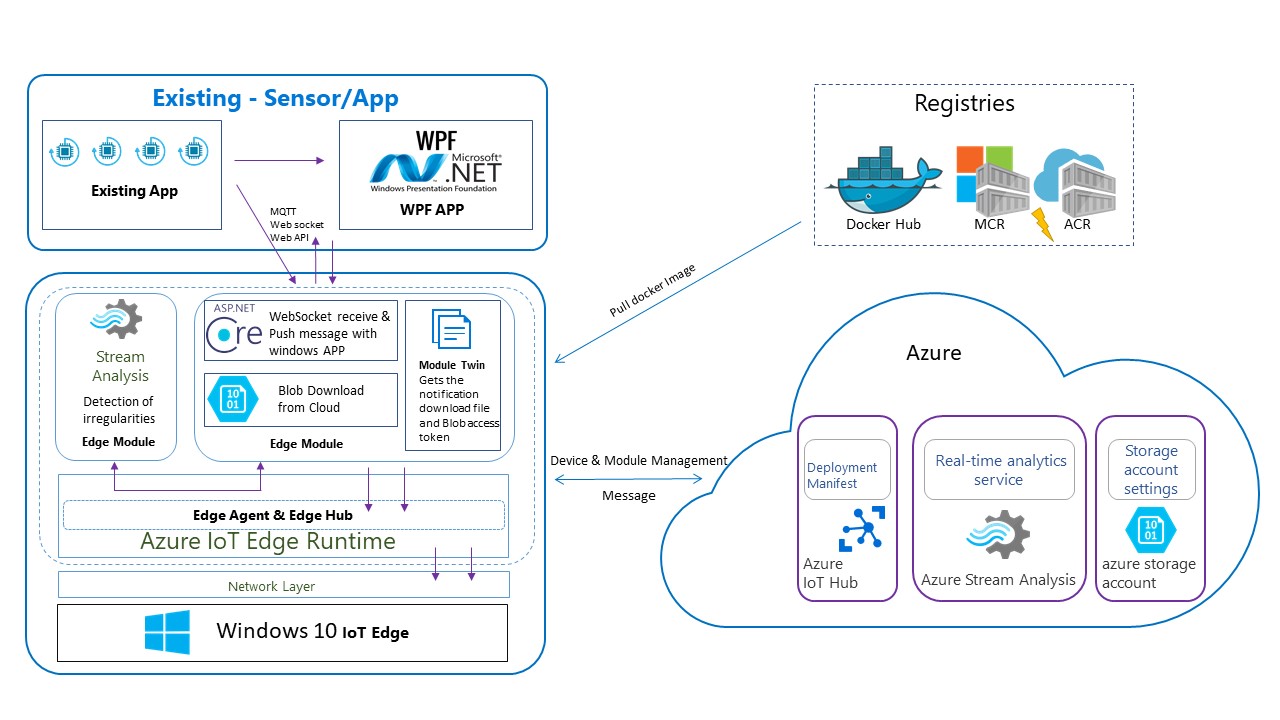 Existing - Sensor/App
Existing App
WPF
Microsoft®
.NET
Windows Presentation Foundation
WPF APP
MQTT
Web socket
Web API
Stream
Analysis
Detection of
irregularities
Edge Module
ASP.NET
Core
WebSocket receive &
Push message with
windows APP
10
01
Blob Download
from Cloud
Edge Module
Module Twin
Gets the
notification
download file
and Blob access
token
Edge Agent & Edge Hub
Azure IoT Edge Runtime
Network Layer
Windows 10 IoT Edge
Registries
Docker Hub
MCR
ACR
Pull docker Image
Device & Module Management
Message
Azure
Deployment
Manifest
Azure
IoT Hub
Real-time analytics
service
Azure Stream Analysis
Storage
account
settings
10
01
azure storage
account